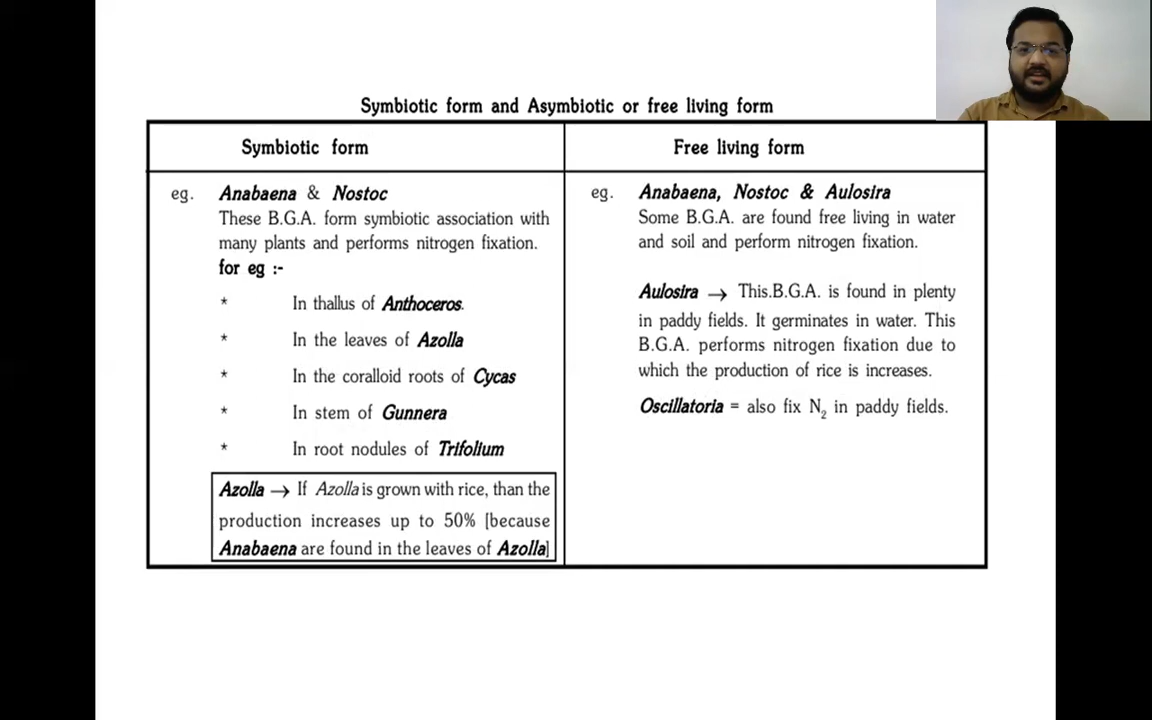 Symbiotic form and Asymbiotic or free living form
Symbiotic form
eg. Anabaena & Nostoc
These B.G.A. form symbiotic association with
many plants and performs nitrogen fixation.
for eg :-
* In thallus of Anthoceros.
* In the leaves of Azolla
* In the coralloid roots of Cycas
* In stem of Gunnera
* In root nodules of Trifolium
Azolla → If Azolla is grown with rice, than the
production increases up to 50% [because
Anabaena are found in the leaves of Azolla]
Free living form
eg. Anabaena, Nostoc & Aulosira
Some B.G.A. are found free living in water
and soil and perform nitrogen fixation.
Aulosira → This.B.G.A. is found in plenty
in paddy fields. It germinates in water. This
B.G.A. performs nitrogen fixation due to
which the production of rice is increases.
Oscillatoria = also fix N₂ in paddy fields.